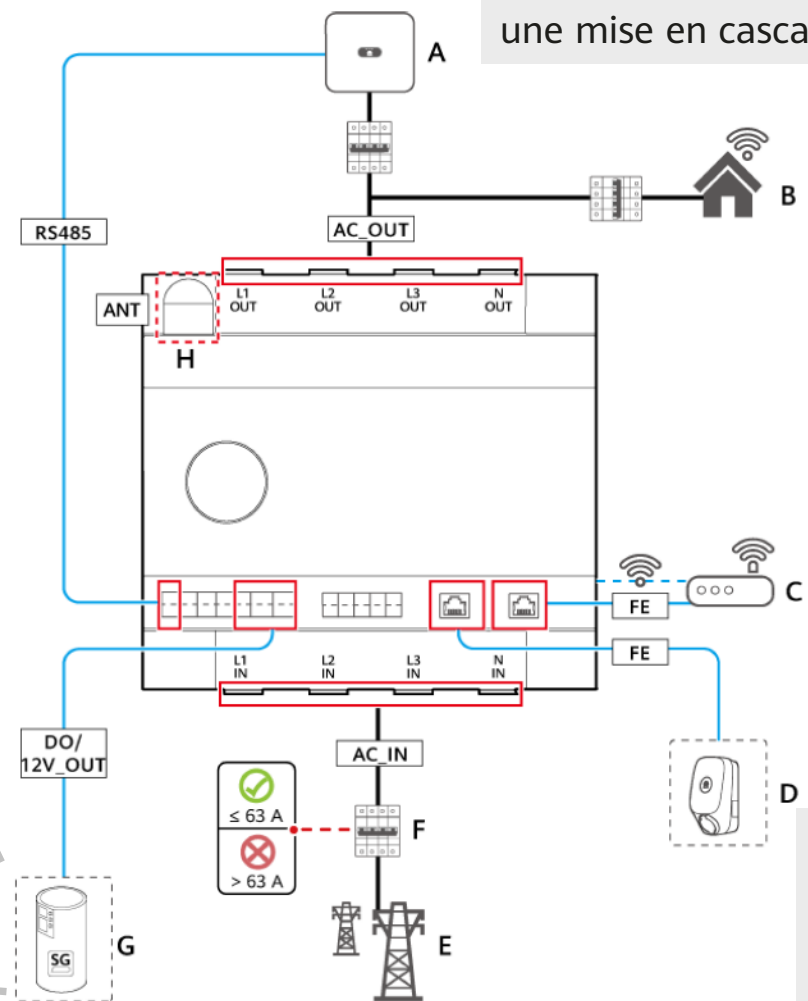 une mise en casca
A
B
RS485
AC_OUT
ANT
L1 OUT
L2 OUT
L3 OUT
N OUT
H
C
FE
FE
L1 IN
L2 IN
L3 IN
N IN
DO/
12V_OUT
AC_IN
≤ 63 A
F
> 63 A
D
SG
G
E